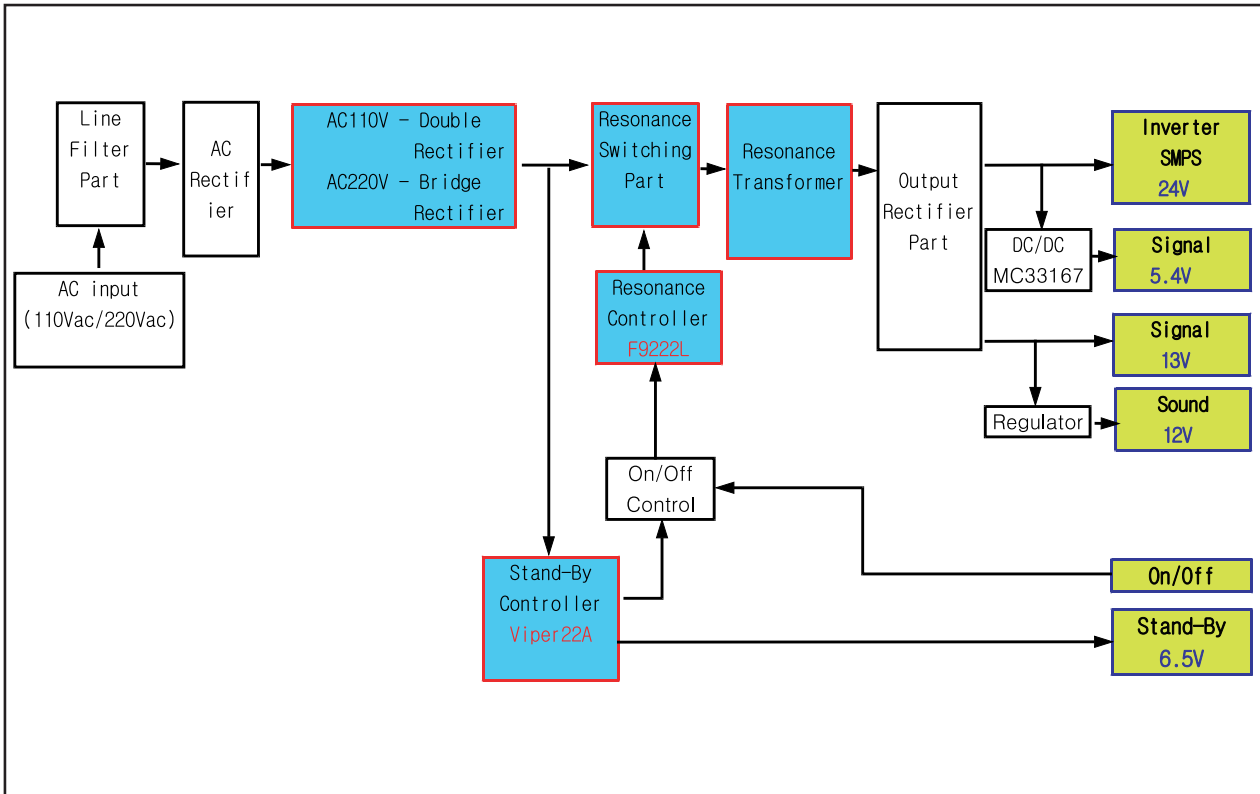 Line
Filter
Part
AC
Rectif
ier
AC110V - Double
Rectifier
AC220V - Bridge
Rectifier
Resonance
Switching
Part
Resonance
Transformer
Output
Rectifier
Part
Inverter
SMPS
24V
DC/DC
MC33167
Signal
5.4V
AC input
(110Vac/220Vac)
Resonance
Controller
F9222L
Signal
13V
Regulator
Sound
12V
On/Off
Control
Stand-By
Controller
Viper22A
On/Off
Stand-By
6.5V